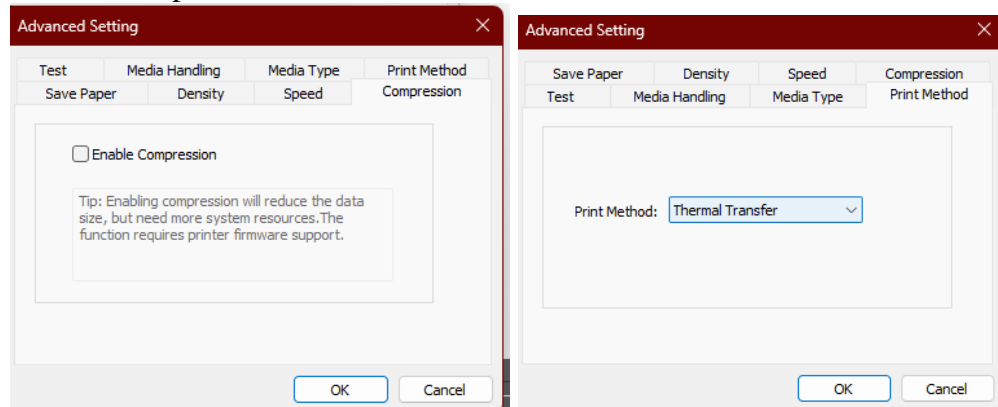 Advanced Setting
Test Media Handling Media Type Print Method
Save Paper Density Speed Compression
Enable Compression
Tip: Enabling compression will reduce the data
size, but need more system resources.The
function requires printer firmware support.
OK Cancel
Advanced Setting
Save Paper Density Speed Compression
Test Media Handling Media Type Print Method
Print Method: Thermal Transfer
OK Cancel